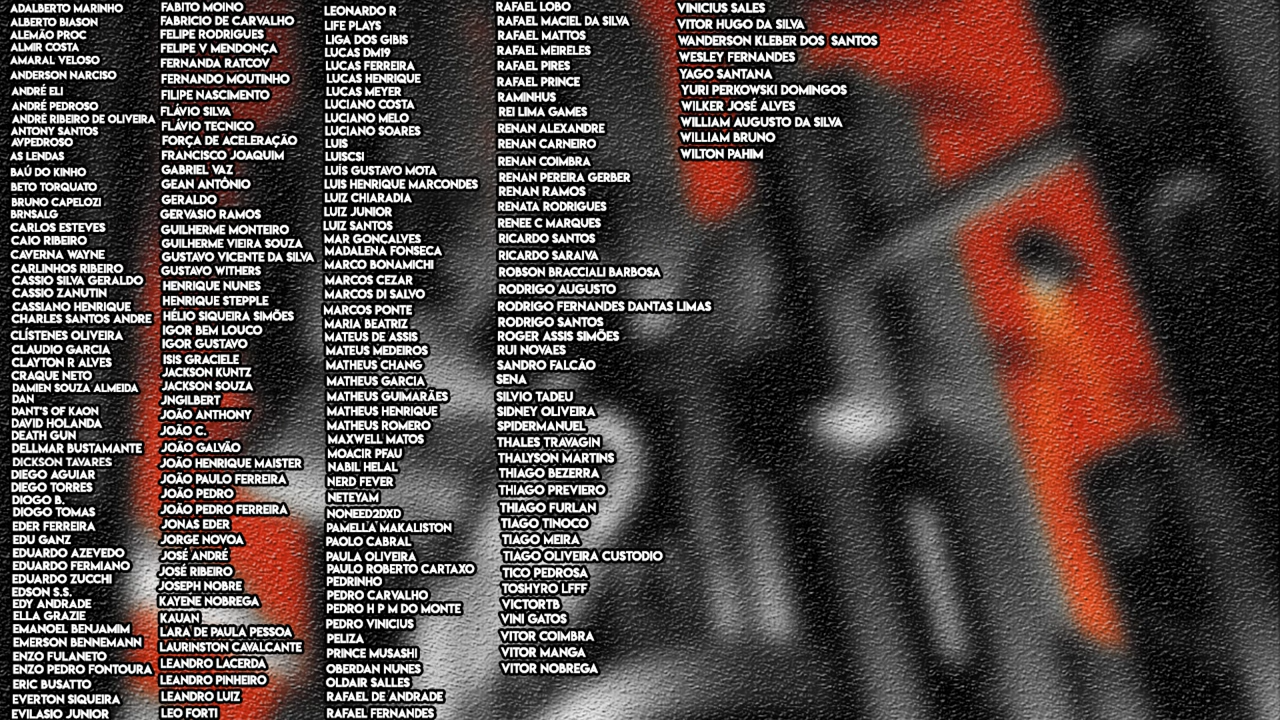 ADALBERTO MARINHO
ALBERTO BIASON
ALEMÃO PROC
ALMIR COSTA
AMARAL VELOSO
ANDERSON NARCISO
ANDRÉ ELI
ANDRÉ PEDROSO
ANDRÉ RIBEIRO DE OLIVEIRA
ANTONY SANTOS
AVPEDROSO
AS LENDAS
BAÚ DO KINHO
BETO TORQUATO
BRUNO CAPELOZI
BRNSALG
CARLOS ESTEVES
CAIO RIBEIRO
CAVERNA WAYNE
CARLINHOS RIBEIRO
CASSIO SILVA GERALDO
CASSIO ZANUTIN
CASSIANO HENRIQUE
CHARLES SANTOS ANDRE
CLÍSTENES OLIVEIRA
CLAUDIO GARCIA
CLAYTON R ALVES
CRAQUE NETO
DAMIEN SOUZA ALMEIDA
DAN
DANT'S OF KAON
DAVID HOLANDA
DEATH GUN
DELLMAR BUSTAMANTE
DICKSON TAVARES
DIEGO AGUIAR
DIEGO TORRES
DIOGO B.
DIOGO TOMAS
EDER FERREIRA
EDU GANZ
EDUARDO AZEVEDO
EDUARDO FERMIANO
EDUARDO ZUCCHI
EDSON S.S.
EDY ANDRADE
ELLA GRAZIE
EMANOEL BENJAMIM
EMERSON BENNEMANN
ENZO FULANETO
ENZO PEDRO FONTOURA
ERIC BUSATTO
EVERTON SIQUEIRA
EVILASIO JUNIOR
FABITO MOINO
FABRICIO DE CARVALHO
FELIPE RODRIGUES
FELIPE V MENDONÇA
FERNANDA RATCOV
FERNANDO MOUTINHO
FILIPE NASCIMENTO
FLÁVIO SILVA
FLÁVIO TECNICO
FORÇA DE ACELERAÇÃO
FRANCISCO JOAQUIM
GABRIEL VAZ
GEAN ANTÔNIO
GERALDO
GERVASIO RAMOS
GUILHERME MONTEIRO
GUILHERME VIEIRA SOUZA
GUSTAVO VICENTE DA SILVA
GUSTAVO WITHERS
HENRIQUE NUNES
HENRIQUE STEPPLE
HÉLIO SIQUEIRA SIMÕES
IGOR BEM LOUCO
IGOR GUSTAVO
ISIS GRACIELE
JACKSON KUNTZ
JACKSON SOUZA
JNGILBERT
JOÃO ANTHONY
JOÃO C.
JOÃO GALVÃO
JOÃO HENRIQUE MAISTER
JOÃO PAULO FERREIRA
JOÃO PEDRO
JOÃO PEDRO FERREIRA
JONAS EDER
JORGE NOVOA
JOSÉ ANDRÉ
JOSÉ RIBEIRO
JOSEPH NOBRE
KAYENE NOBREGA
KAUAN
LARA DE PAULA PESSOA
LAURINSTON CAVALCANTE
LEANDRO LACERDA
LEANDRO PINHEIRO
LEANDRO LUIZ
LEO FORTI
LEONARDO R
LIFE PLAYS
LIGA DOS GIBIS
LUCAS DM19
LUCAS FERREIRA
LUCAS HENRIQUE
LUCAS MEYER
LUCIANO COSTA
LUCIANO MELO
LUCIANO SOARES
LUIS
LUISCSI
LUÍS GUSTAVO MOTA
LUIS HENRIQUE MARCONDES
LUIZ CHIARADIA
LUIZ JUNIOR
LUIZ SANTOS
MAR GONÇALVES
MADALENA FONSECA
MARCO BONAMICHI
MARCOS CEZAR
MARCOS DI SALVO
MARCOS PONTE
MARIA BEATRIZ
MATEUS DE ASSIS
MATEUS MEDEIROS
MATHEUS CHANG
MATHEUS GARCIA
MATHEUS GUIMARÃES
MATHEUS HENRIQUE
MATHEUS ROMERO
MAXWELL MATOS
MOACIR PFAU
NABIL HELAL
NERD FEVER
NETEYAM
NONEED2DXD
PAMELLA MAKALISTON
PAOLO CABRAL
PAULA OLIVEIRA
PAULO ROBERTO CARTAXO
PEDRINHO
PEDRO CARVALHO
PEDRO H P M DO MONTE
PEDRO VINICIUS
PELIZA
PRINCE MUSASHI
OBERDAN NUNES
OLDAIR SALLES
RAFAEL DE ANDRADE
RAFAEL FERNANDES
RAFAEL LOBO
RAFAEL MACIEL DA SILVA
RAFAEL MATTOS
RAFAEL MEIRELES
RAFAEL PIRES
RAFAEL PRINCE
RAMINHUS
REI LIMA GAMES
RENAN ALEXANDRE
RENAN CARNEIRO
RENAN COIMBRA
RENAN PEREIRA GERBER
RENAN RAMOS
RENATA RODRIGUES
RENEE C MARQUES
RICARDO SANTOS
RICARDO SARAIVA
ROBSON BRACCIALI BARBOSA
RODRIGO AUGUSTO
RODRIGO FERNANDES DANTAS LIMAS
RODRIGO SANTOS
ROGER ASSIS SIMÕES
RUI NOVAES
SANDRO FALCÃO
SENA
SILVIO TADEU
SIDNEY OLIVEIRA
SPIDERMANUEL
THALES TRAVAGIN
THALYSON MARTINS
THIAGO BEZERRA
THIAGO PREVIERO
THIAGO FURLAN
TIAGO TINOCO
TIAGO MEIRA
TIAGO OLIVEIRA CUSTODIO
TICO PEDROSA
TOSHYRO LFFF
VICTORTB
VINI GATOS
VITOR COIMBRA
VITOR MANGA
VITOR NOBREGA
VINICIUS SALES
VITOR HUGO DA SILVA
WANDERSON KLEBER DOS SANTOS
WESLEY FERNANDES
YAGO SANTANA
YURI PERKOWSKI DOMINGOS
WILKER JOSÉ ALVES
WILLIAM AUGUSTO DA SILVA
WILLIAM BRUNO
WILTON PAHIM